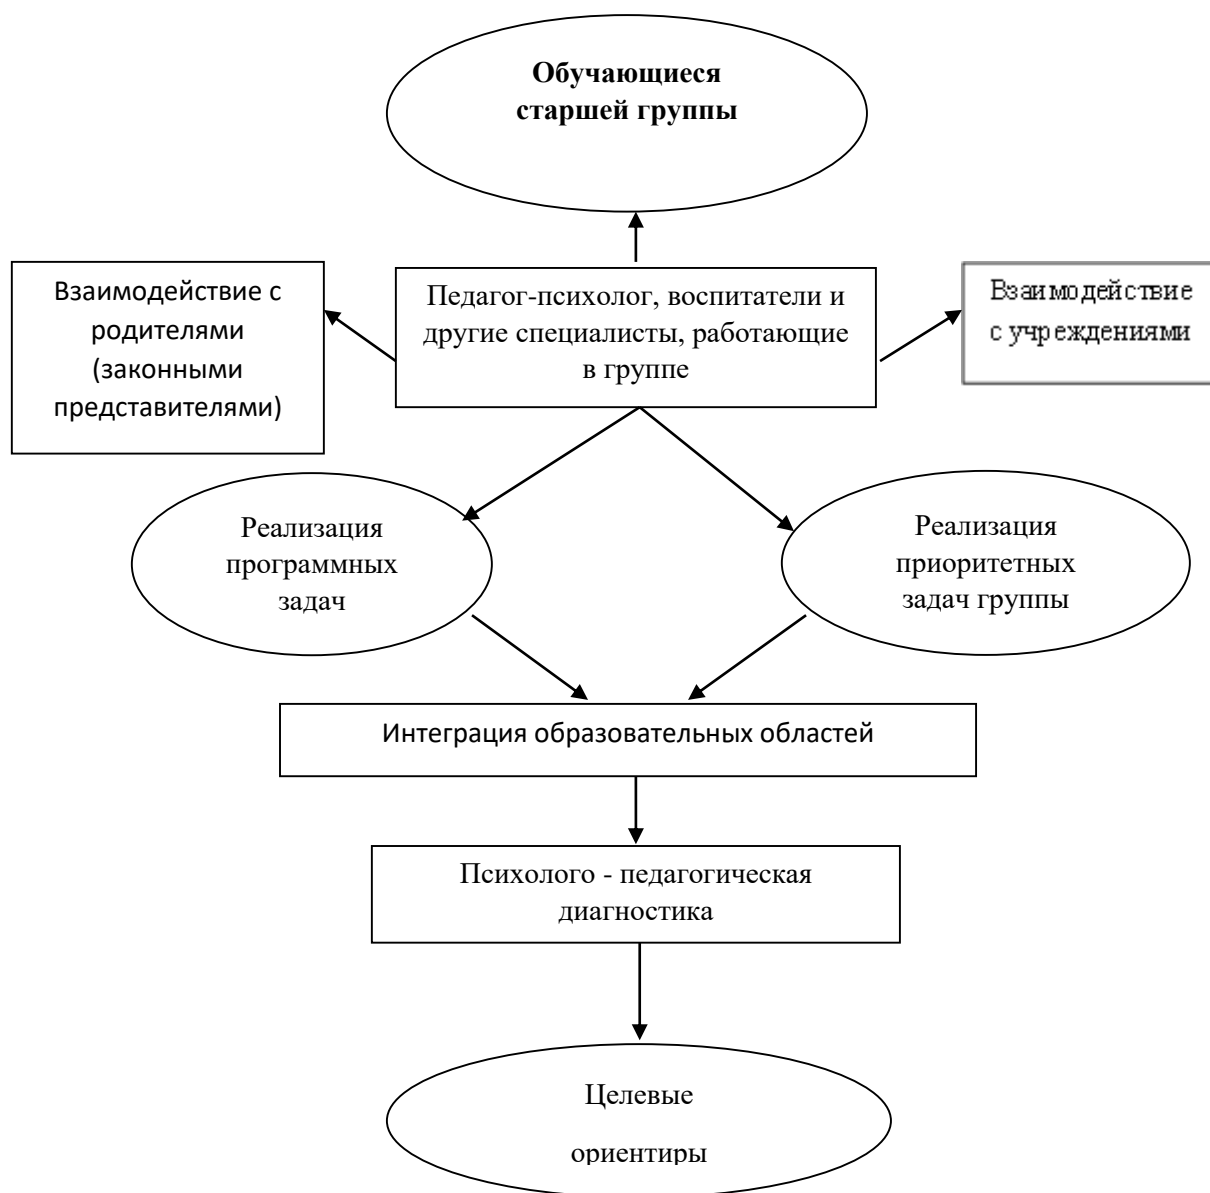 Обучающиеся
старшей группы
Взаимодействие с
родителями
(законными
представителями)
Педагог-психолог, воспитатели и
другие специалисты, работающие
в группе
Взаимодействие
с учреждениями
Реализация
программных
задач
Реализация
приоритетных
задач группы
Интеграция образовательных областей
Психолого - педагогическая
диагностика
Целевые
ориентиры